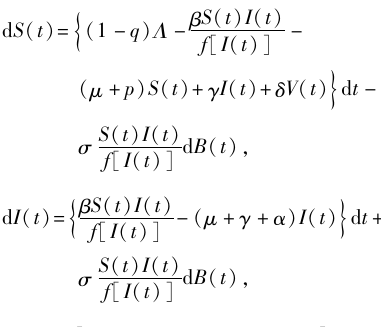 dS(t) = { (1 − q)Λ − βS(t)I(t)/f[I(t)] −
(μ + p)S(t) + γI(t) + δV(t) } dt −
σ S(t)I(t)/f[I(t)] dB(t),
dI(t) = { βS(t)I(t)/f[I(t)] − (μ + γ + α)I(t) } dt +
σ S(t)I(t)/f[I(t)] dB(t),